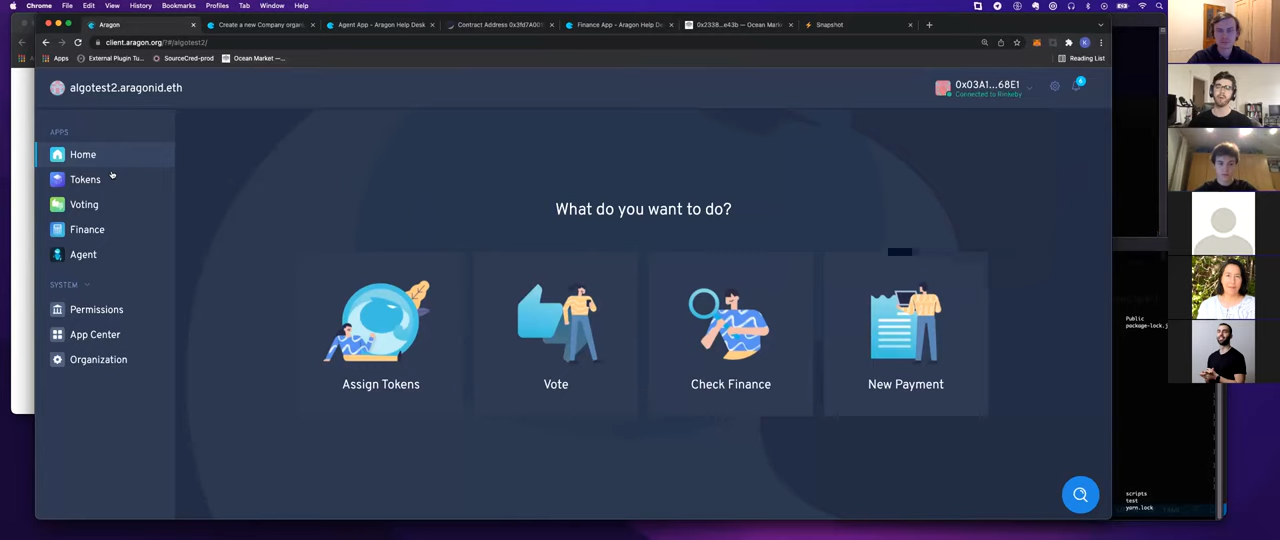 Chrome File Edit View History Bookmarks Profiles Tab Window Help
Aragon
Create a new Company organi
Agent App - Aragon Help Desk
Contract Address 0x3fd7A001
Finance App - Aragon Help De
0x2338...e43b — Ocean Mark
Snapshot
client.aragon.org/?#/algotest2/
Apps External Plugin Tu... SourceCred-prod Ocean Market —... Reading List
algotest2.aragonid.eth
0x03A1...68E1
Connected to Rinkeby
6
APPS
Home
Tokens
Voting
Finance
Agent
SYSTEM
Permissions
App Center
Organization
What do you want to do?
Assign Tokens
Vote
Check Finance
New Payment
Public
package-lock.j
scripts
test
yarn.lock